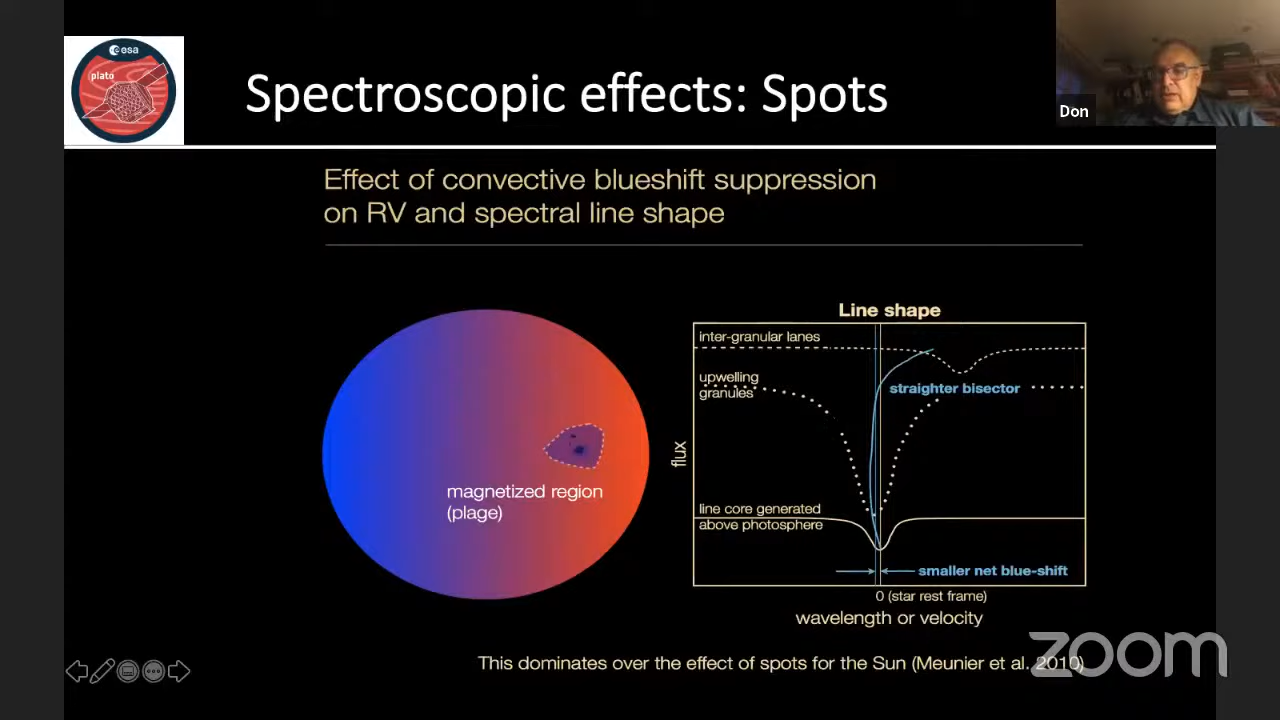 esa
plato
Spectroscopic effects: Spots
Don
Effect of convective blueshift suppression
on RV and spectral line shape
magnetized region
(plage)
Line shape
inter-granular lanes
upwelling
granules
straighter bisector
flux
line core generated
above photosphere
smaller net blue-shift
0 (star rest frame)
wavelength or velocity
This dominates over the effect of spots for the Sun (Meunier et al. 2010)
zoom